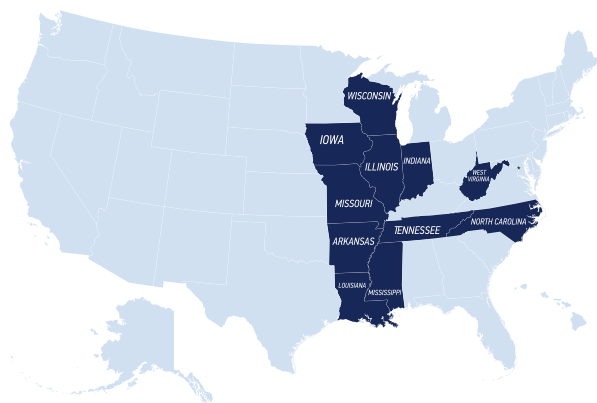 WISCONSIN
IOWA
ILLINOIS
INDIANA
WEST
VIRGINIA
MISSOURI
NORTH CAROLINA
TENNESSEE
ARKANSAS
LOUISIANA
MISSISSIPPI